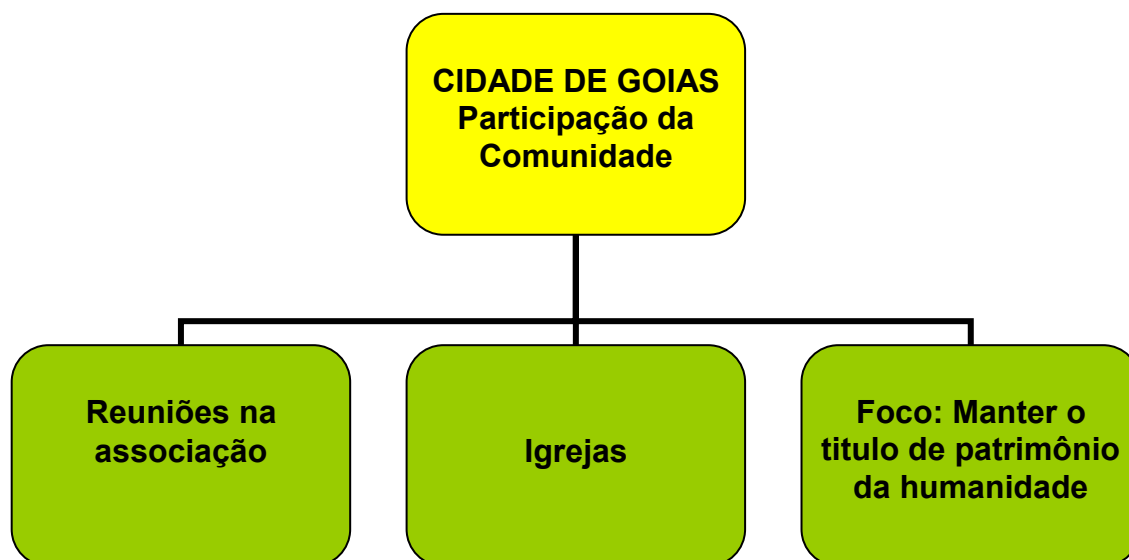 CIDADE DE GOIAS
Participação da
Comunidade
Reuniões na
associação
Igrejas
Foco: Manter o
titulo de patrimônio
da humanidade